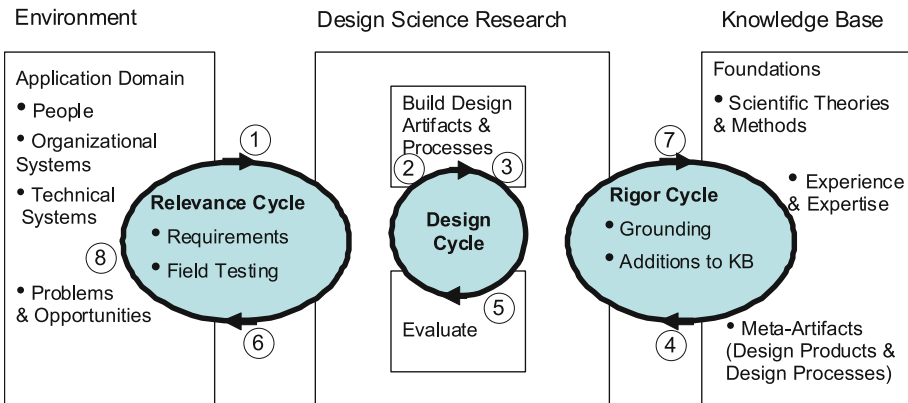 Environment
Design Science Research
Knowledge Base
Application Domain
• People
• Organizational
Systems
• Technical
Systems
• Problems
& Opportunities
8
1
Relevance Cycle
• Requirements
• Field Testing
6
Build Design
Artifacts &
Processes
2
3
Design
Cycle
5
Evaluate
7
Rigor Cycle
• Grounding
• Additions to KB
4
Foundations
• Scientific Theories
& Methods
• Experience
& Expertise
• Meta-Artifacts
(Design Products &
Design Processes)